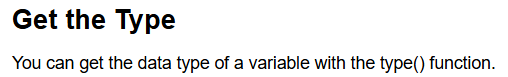 Get the Type
You can get the data type of a variable with the type() function.